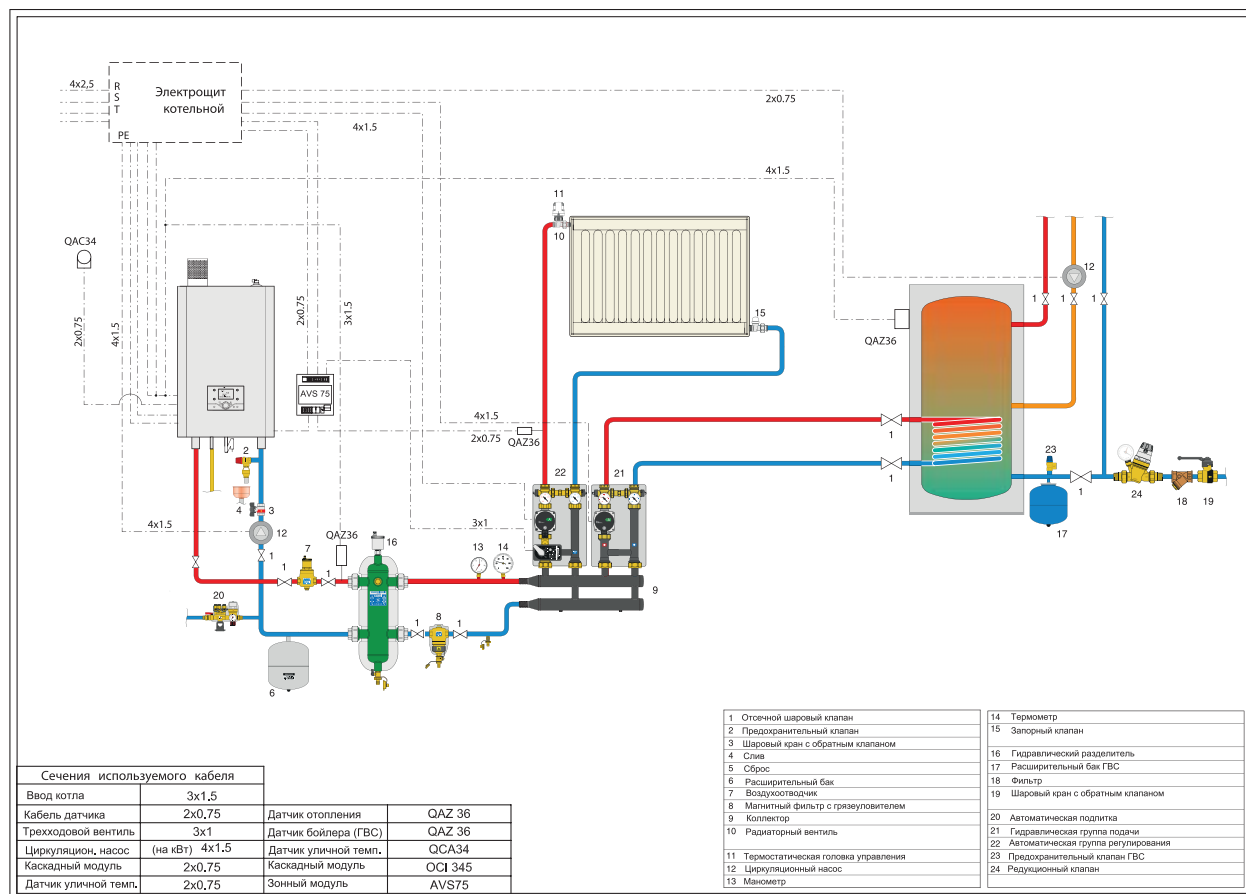 4x2,5
R
S
T
PE
Электрощит
котельной
2x0.75
4x1.5
4x1.5
QAC34
2x0.75
4x1.5
2x0.75
3x1.5
AVS 75
11
10
15
QAZ36
12
1
1
1
4x1.5
2x0.75
QAZ36
1
1
2
4
3
4x1.5
12
1
22
21
23
1
17
24
18
19
3x1
QAZ36
16
7
1
1
13
14
9
20
6
1
8
1
1 Отсечной шаровый клапан
2 Предохранительный клапан
3 Шаровый кран с обратным клапаном
4 Слив
5 Сброс
6 Расширительный бак
7 Воздухоотводчик
8 Магнитный фильтр с грязеуловителем
9 Коллектор
10 Радиаторный вентиль
11 Термостатическая головка управления
12 Циркуляционный насос
13 Манометр
14 Термометр
15 Запорный клапан
16 Гидравлический разделитель
17 Расширительный бак ГВС
18 Фильтр
19 Шаровый кран с обратным клапаном
20 Автоматическая подпитка
21 Гидравлическая группа подачи
22 Автоматическая группа регулирования
23 Предохранительный клапан ГВС
24 Редукционный клапан
Сечения используемого кабеля
Ввод котла 3x1.5
Кабель датчика 2x0.75 Датчик отопления QAZ 36
Трехходовой вентиль 3x1 Датчик бойлера (ГВС) QAZ 36
Циркуляцион. насос (на кВт) 4x1.5 Датчик уличной темп. QCA34
Каскадный модуль 2x0.75 Каскадный модуль OCI 345
Датчик уличной темп. 2x0.75 Зонный модуль AVS75